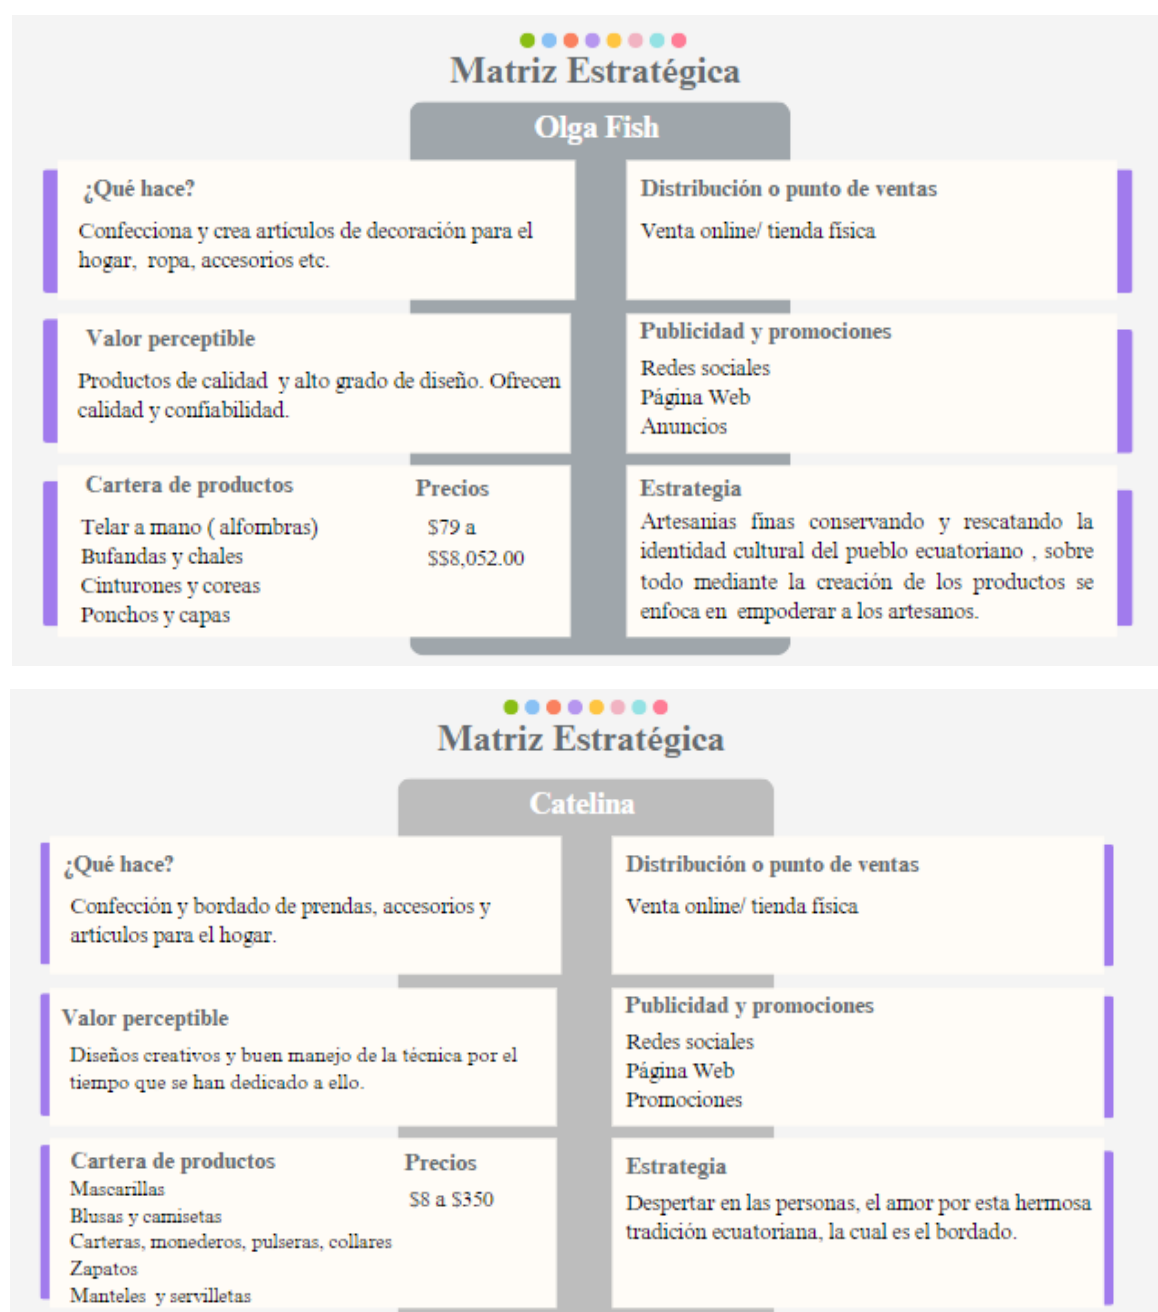 Matriz Estratégica
Olga Fish
¿Qué hace?
Confecciona y crea artículos de decoración para el
hogar, ropa, accesorios etc.
Distribución o punto de ventas
Venta online/ tienda física
Valor perceptible
Productos de calidad y alto grado de diseño. Ofrecen
calidad y confiabilidad.
Publicidad y promociones
Redes sociales
Página Web
Anuncios
Cartera de productos
Telar a mano ( alfombras)
Bufandas y chales
Cinturones y coreas
Ponchos y capas
Precios
$79 a
$$8,052.00
Estrategia
Artesanias finas conservando y rescatando la
identidad cultural del pueblo ecuatoriano , sobre
todo mediante la creación de los productos se
enfoca en empoderar a los artesanos.
Matriz Estratégica
Catelina
¿Qué hace?
Confección y bordado de prendas, accesorios y
artículos para el hogar.
Distribución o punto de ventas
Venta online/ tienda física
Valor perceptible
Diseños creativos y buen manejo de la técnica por el
tiempo que se han dedicado a ello.
Publicidad y promociones
Redes sociales
Página Web
Promociones
Cartera de productos
Mascarillas
Blusas y camisetas
Carteras, monederos, pulseras, collares
Zapatos
Manteles y servilletas
Precios
$8 a $350
Estrategia
Despertar en las personas, el amor por esta hermosa
tradición ecuatoriana, la cual es el bordado.